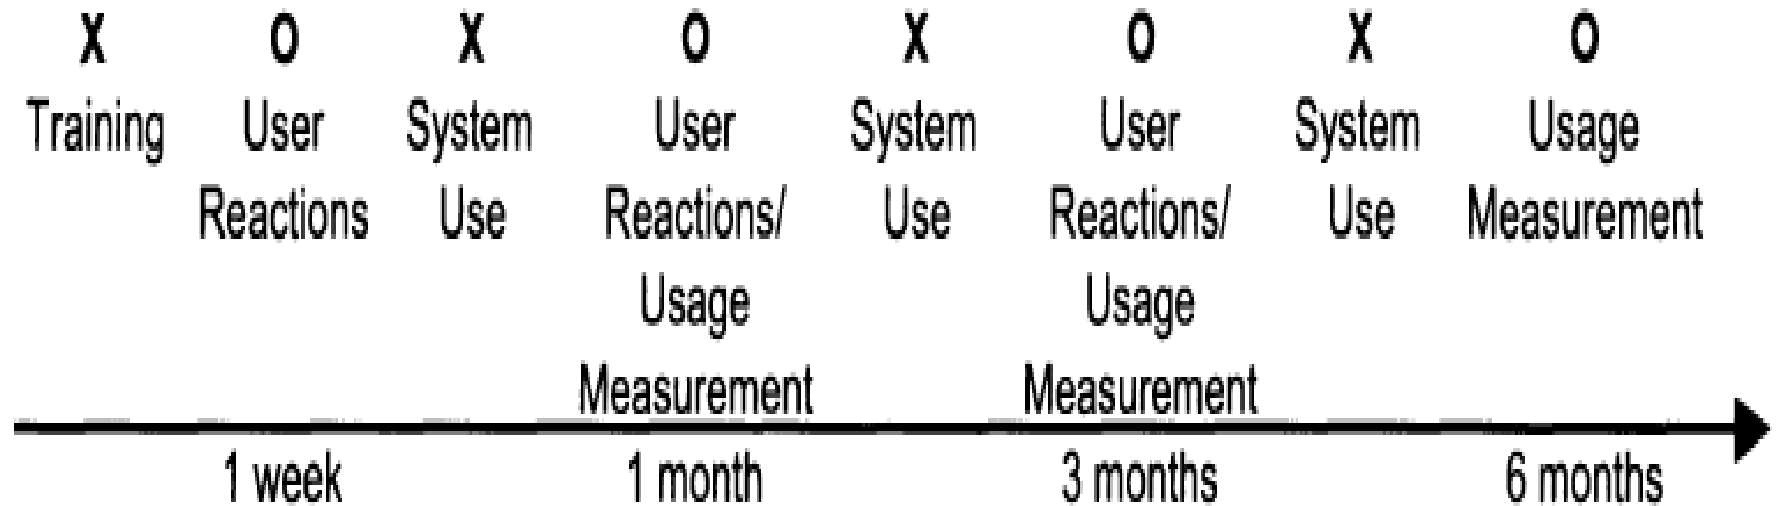 X O X O X O X O
Training User System User System User System Usage
Reactions Use Reactions/ Use Reactions/ Use Measurement
Usage Usage
Measurement Measurement
1 week 1 month 3 months 6 months